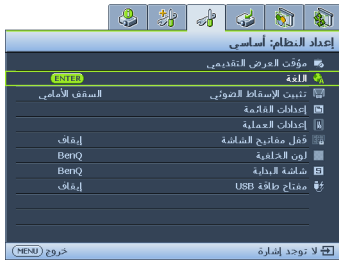 إعداد النظام: أساسي
مؤقت العرض التقديمي
اللغة ENTER
تثبيت الإسقاط الضوئي السقف الأمامي
إعدادات القائمة
إعدادات العملية
قفل مفاتيح الشاشة إيقاف
لون الخلفية BenQ
شاشة البداية BenQ
مفتاح طاقة USB إيقاف
لا توجد إشارة خروج MENU